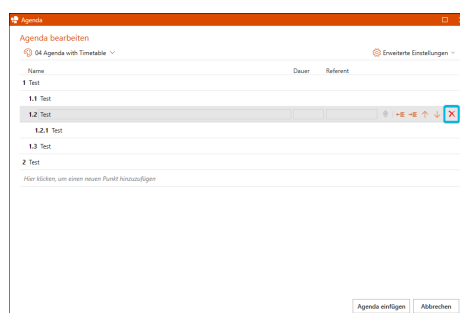 Agenda
Agenda bearbeiten
04 Agenda with Timetable
Erweiterte Einstellungen
Name Dauer Referent
1 Test
1.1 Test
1.2 Test
1.2.1 Test
1.3 Test
2 Test
Hier klicken, um einen neuen Punkt hinzuzufügen
Agenda einfügen Abbrechen